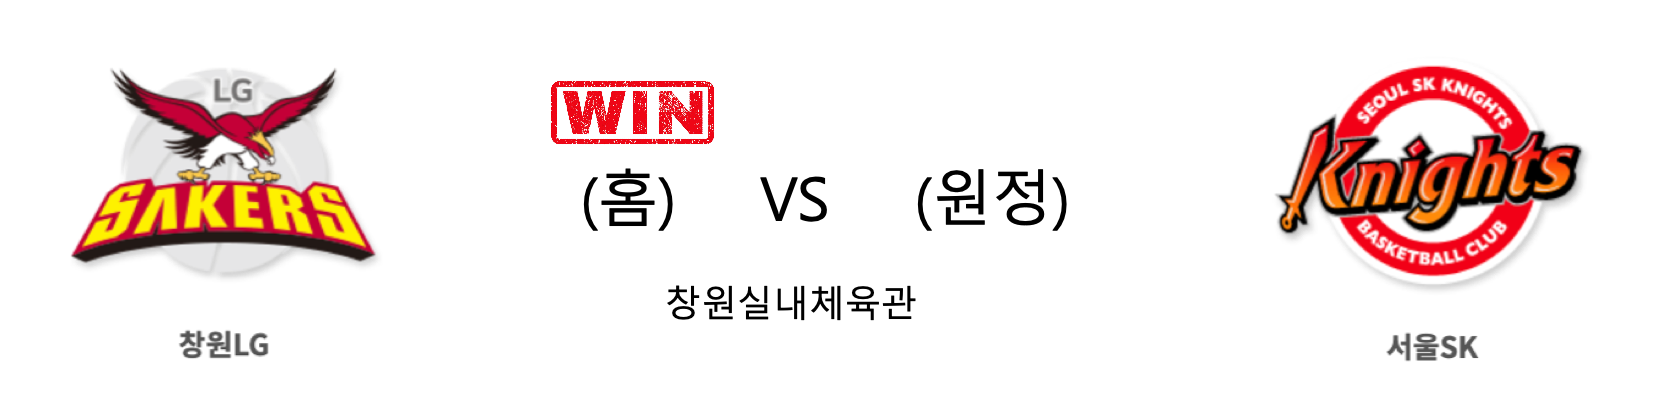 LG
SAKERS
창원LG
WIN
(홈) VS (원정)
창원실내체육관
SEOUL SK KNIGHTS
Knights
BASKETBALL CLUB
서울SK